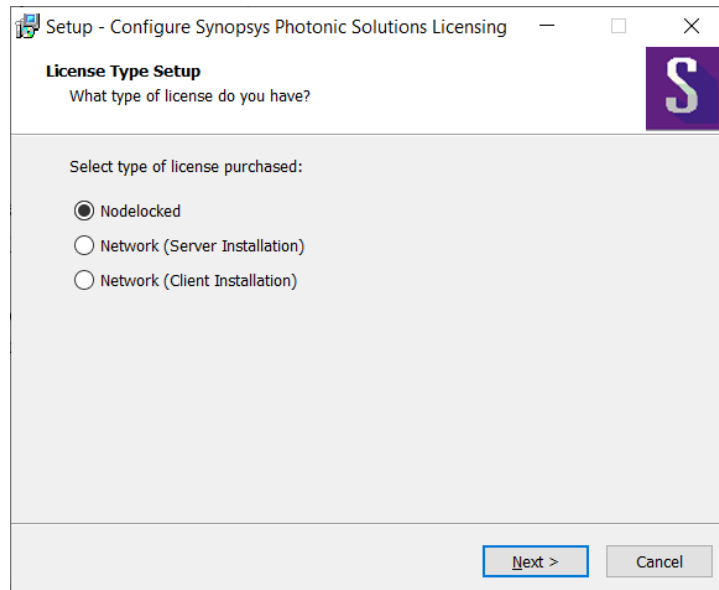 Setup - Configure Synopsys Photonic Solutions Licensing
License Type Setup
What type of license do you have?
S
Select type of license purchased:
Nodelocked
Network (Server Installation)
Network (Client Installation)
Next >
Cancel